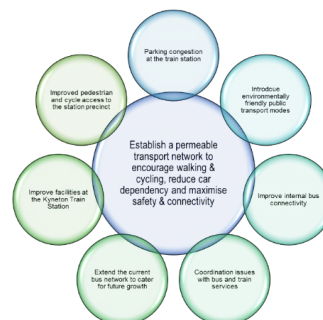 Parking congestion
at the train station
Introdcue
environmentally
friendly public
transport modes
Improve internal bus
connectivity
Coordination issues
with bus and train
services
Extend the current
bus network to cater
for future growth
Improve facilities at
the Kyneton Train
Station
Improved pedestrian
and cycle access to
the station precinct
Establish a permeable
transport network to
encourage walking &
cycling, reduce car
dependency and maximise
safety & connectivity